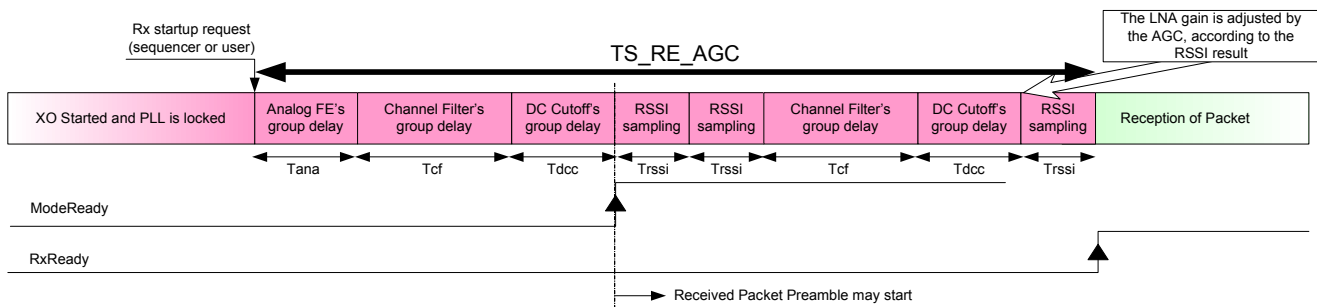 Rx startup request
(sequencer or user)
TS_RE_AGC
The LNA gain is adjusted by
the AGC, according to the
RSSI result
XO Started and PLL is locked
Analog FE's
group delay
Channel Filter's
group delay
DC Cutoff's
group delay
RSSI
sampling
RSSI
sampling
Channel Filter's
group delay
DC Cutoff's
group delay
RSSI
sampling
Reception of Packet
Tana
Tcf
Tdcc
Trssi
Trssi
Tcf
Tdcc
Trssi
ModeReady
RxReady
Received Packet Preamble may start